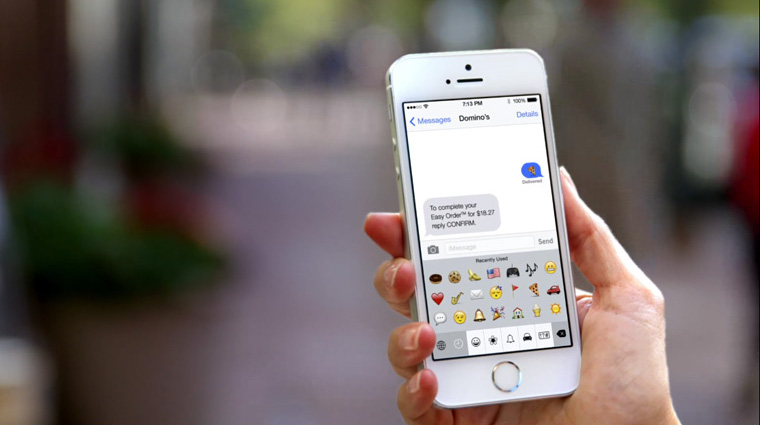 7:13 PM
100%
Messages
Domino's
Details
Delivered
To complete your
Easy Order™ for $18.27
reply CONFIRM.
iMessage
Send
Recently Used